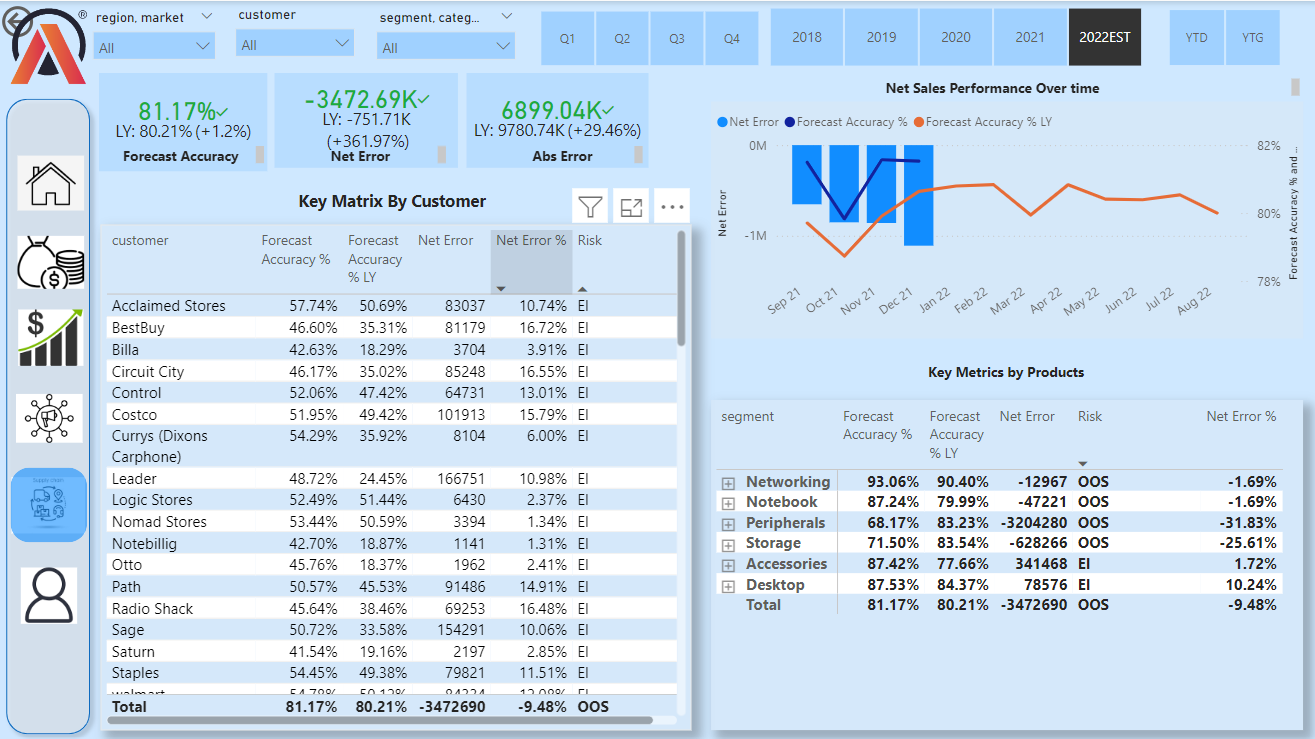 ®
region, market
All
customer
All
segment, categ...
All
Q1 Q2 Q3 Q4
2018 2019 2020 2021 2022EST
YTD YTG
81.17%
LY: 80.21% (+1.2%)
Forecast Accuracy
-3472.69K
LY: -751.71K
(+361.97%)
Net Error
6899.04K
LY: 9780.74K (+29.46%)
Abs Error
Supply chain
Key Matrix By Customer
customer Forecast Accuracy % Forecast Accuracy % LY Net Error Net Error % Risk
Acclaimed Stores 57.74% 50.69% 83037 10.74% EI
BestBuy 46.60% 35.31% 81179 16.72% EI
Billa 42.63% 18.29% 3704 3.91% EI
Circuit City 46.17% 35.02% 85248 16.55% EI
Control 52.06% 47.42% 64731 13.01% EI
Costco 51.95% 49.42% 101913 15.79% EI
Currys (Dixons 54.29% 35.92% 8104 6.00% EI
Carphone)
Leader 48.72% 24.45% 166751 10.98% EI
Logic Stores 52.49% 51.44% 6430 2.37% EI
Nomad Stores 53.44% 50.59% 3394 1.34% EI
Notebillig 42.70% 18.87% 1141 1.31% EI
Otto 45.76% 18.37% 1962 2.41% EI
Path 50.57% 45.53% 91486 14.91% EI
Radio Shack 45.64% 38.46% 69253 16.48% EI
Sage 50.72% 33.58% 154291 10.06% EI
Saturn 41.54% 19.16% 2197 2.85% EI
Staples 54.45% 49.38% 79821 11.51% EI
Total 81.17% 80.21% -3472690 -9.48% OOS
Net Sales Performance Over time
Net Error Forecast Accuracy % Forecast Accuracy % LY
0M
-1M
Net Error
82%
80%
78%
Forecast Accuracy % and ...
Sep 21 Oct 21 Nov 21 Dec 21 Jan 22 Feb 22 Mar 22 Apr 22 May 22 Jun 22 Jul 22 Aug 22
Key Metrics by Products
segment Forecast Accuracy % Forecast Accuracy % LY Net Error Risk Net Error %
Networking 93.06% 90.40% -12967 OOS -1.69%
Notebook 87.24% 79.99% -47221 OOS -1.69%
Peripherals 68.17% 83.23% -3204280 OOS -31.83%
Storage 71.50% 83.54% -628266 OOS -25.61%
Accessories 87.42% 77.66% 341468 EI 1.72%
Desktop 87.53% 84.37% 78576 EI 10.24%
Total 81.17% 80.21% -3472690 OOS -9.48%